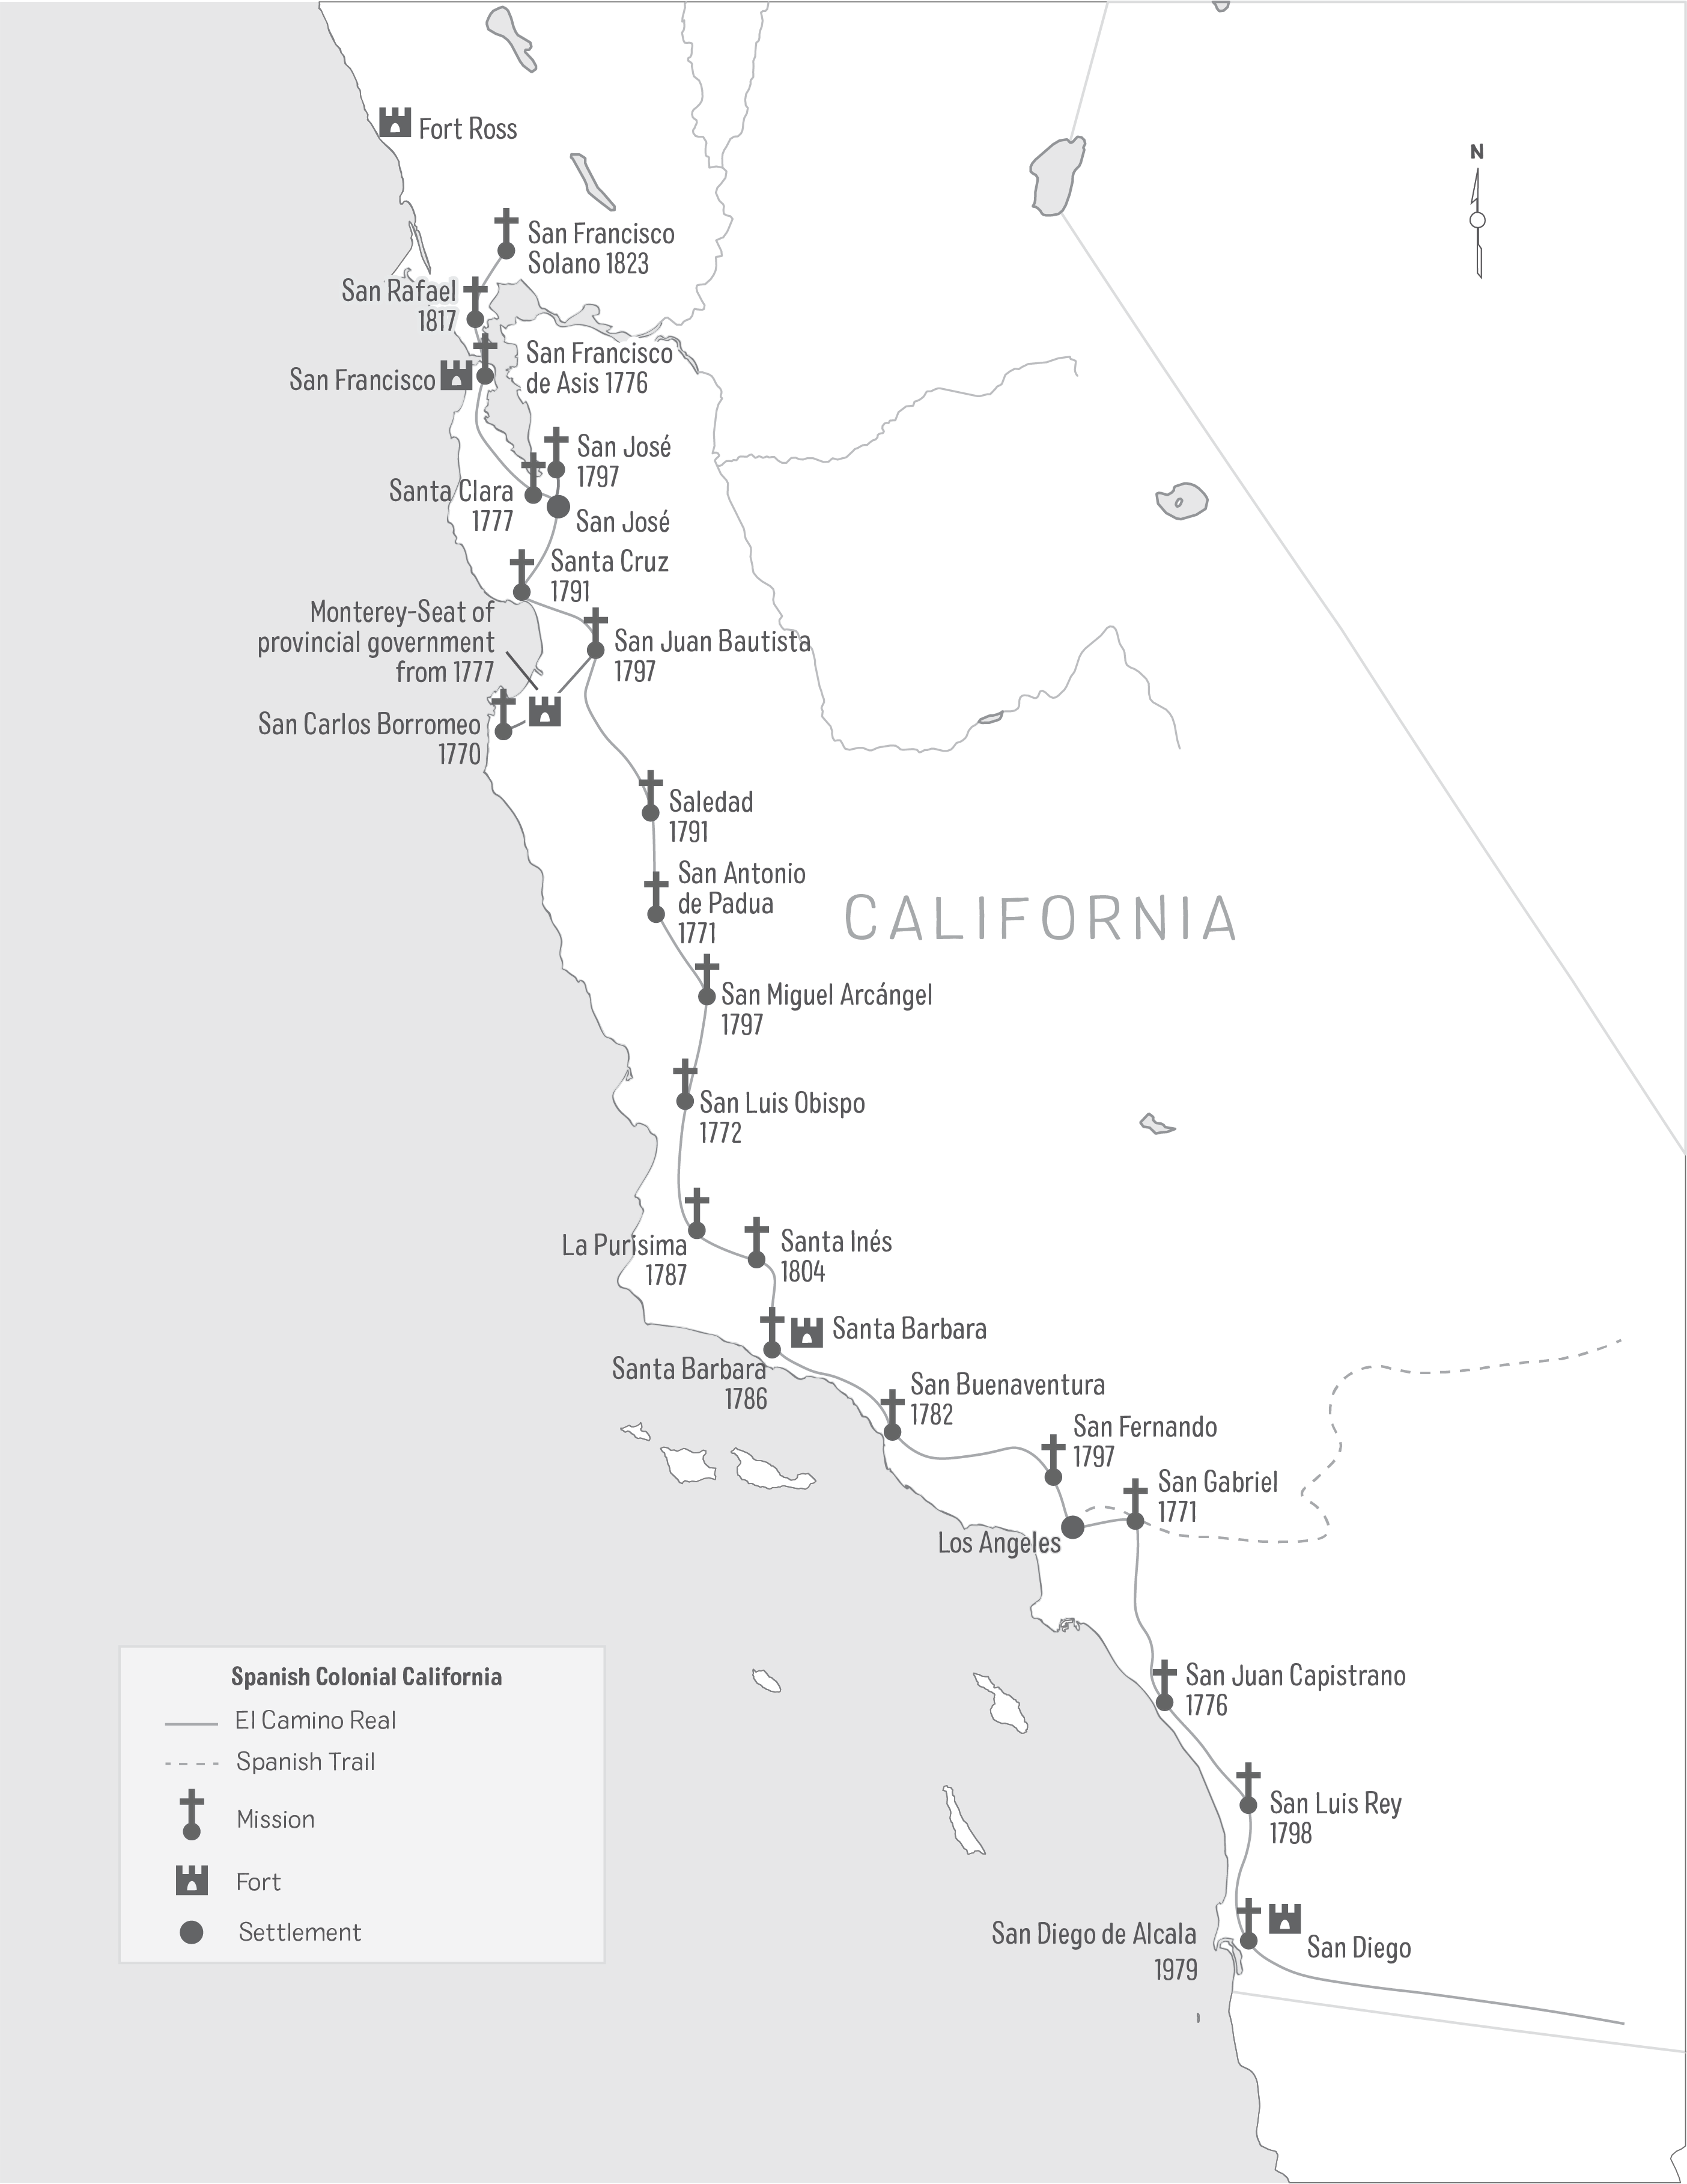 N
Fort Ross
San Francisco
Solano 1823
San Rafael
1817
San Francisco
de Asis 1776
San Francisco
San José
1797
Santa Clara
1777
San José
Santa Cruz
1791
Monterey-Seat of
provincial government
from 1777
San Juan Bautista
1797
San Carlos Borromeo
1770
Saledad
1791
San Antonio
de Padua
1771
CALIFORNIA
San Miguel Arcángel
1797
San Luis Obispo
1772
La Purisima
1787
Santa Inés
1804
Santa Barbara
Santa Barbara
1786
San Buenaventura
1782
San Fernando
1797
San Gabriel
1771
Los Angeles
San Juan Capistrano
1776
San Luis Rey
1798
San Diego de Alcala
1979
San Diego
Spanish Colonial California
El Camino Real
Spanish Trail
Mission
Fort
Settlement